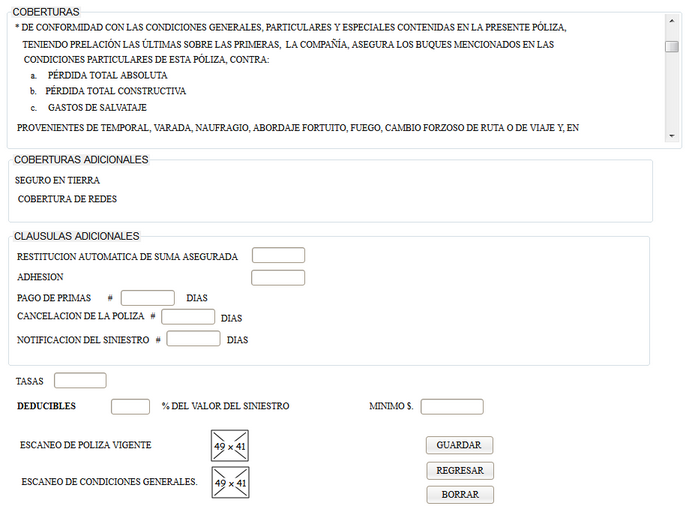 COBERTURAS
* DE CONFORMIDAD CON LAS CONDICIONES GENERALES, PARTICULARES Y ESPECIALES CONTENIDAS EN LA PRESENTE PÓLIZA,
TENIENDO PRELACIÓN LAS ÚLTIMAS SOBRE LAS PRIMERAS, LA COMPAÑÍA, ASEGURA LOS BUQUES MENCIONADOS EN LAS
CONDICIONES PARTICULARES DE ESTA PÓLIZA, CONTRA:
a. PÉRDIDA TOTAL ABSOLUTA
b. PÉRDIDA TOTAL CONSTRUCTIVA
c. GASTOS DE SALVATAJE
PROVENIENTES DE TEMPORAL, VARADA, NAUFRAGIO, ABORDAJE FORTUITO, FUEGO, CAMBIO FORZOSO DE RUTA O DE VIAJE Y, EN
COBERTURAS ADICIONALES
SEGURO EN TIERRA
COBERTURA DE REDES
CLAUSULAS ADICIONALES
RESTITUCION AUTOMATICA DE SUMA ASEGURADA
ADHESION
PAGO DE PRIMAS # DIAS
CANCELACION DE LA POLIZA # DIAS
NOTIFICACION DEL SINIESTRO # DIAS
TASAS
DEDUCIBLES % DEL VALOR DEL SINIESTRO MINIMO $.
ESCANEO DE POLIZA VIGENTE 49 x 41 GUARDAR
REGRESAR
ESCANEO DE CONDICIONES GENERALES. 49 x 41
BORRAR